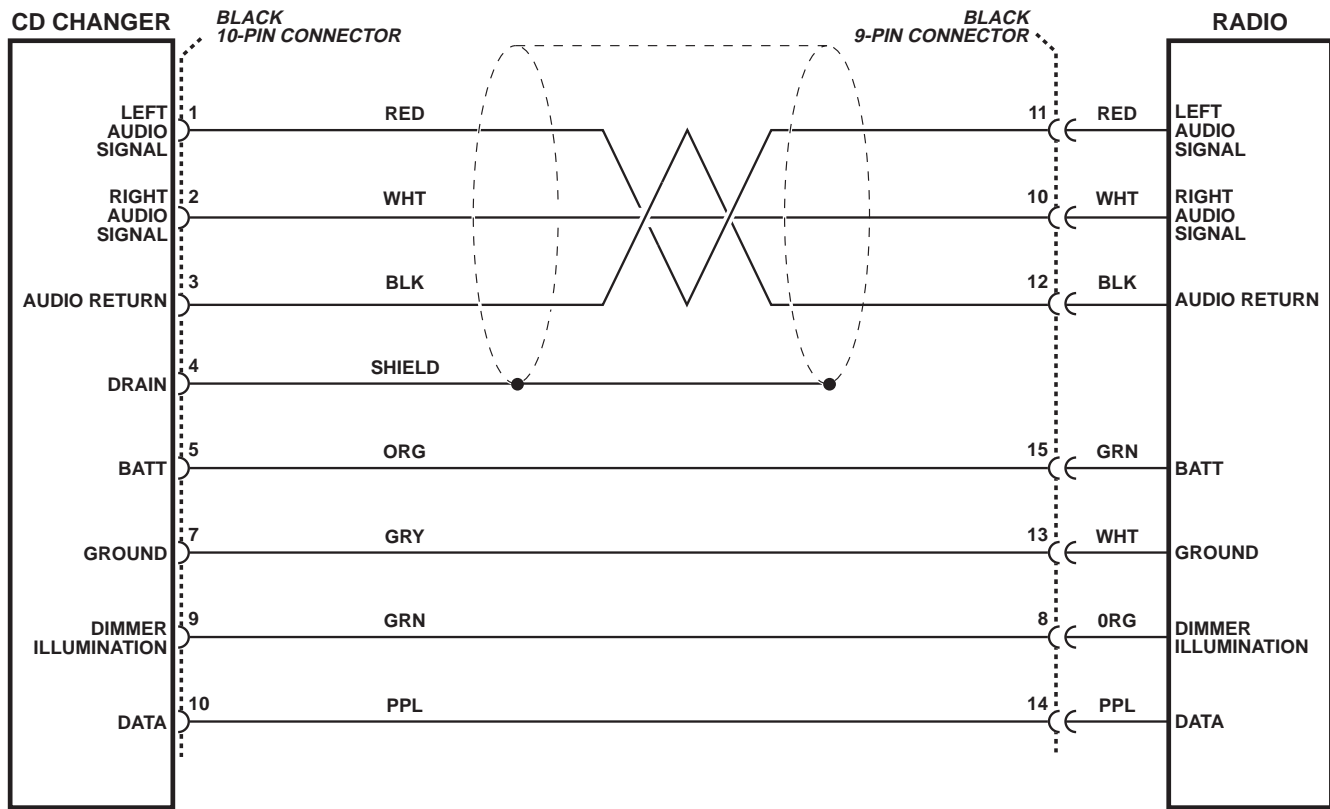 CD CHANGER
BLACK
10-PIN CONNECTOR
BLACK
9-PIN CONNECTOR
RADIO
LEFT
AUDIO
SIGNAL
1
RED
11
RED
LEFT
AUDIO
SIGNAL
RIGHT
AUDIO
SIGNAL
2
WHT
10
WHT
RIGHT
AUDIO
SIGNAL
AUDIO RETURN
3
BLK
12
BLK
AUDIO RETURN
DRAIN
4
SHIELD
BATT
5
ORG
15
GRN
BATT
GROUND
7
GRY
13
WHT
GROUND
DIMMER
ILLUMINATION
9
GRN
8
0RG
DIMMER
ILLUMINATION
DATA
10
PPL
14
PPL
DATA